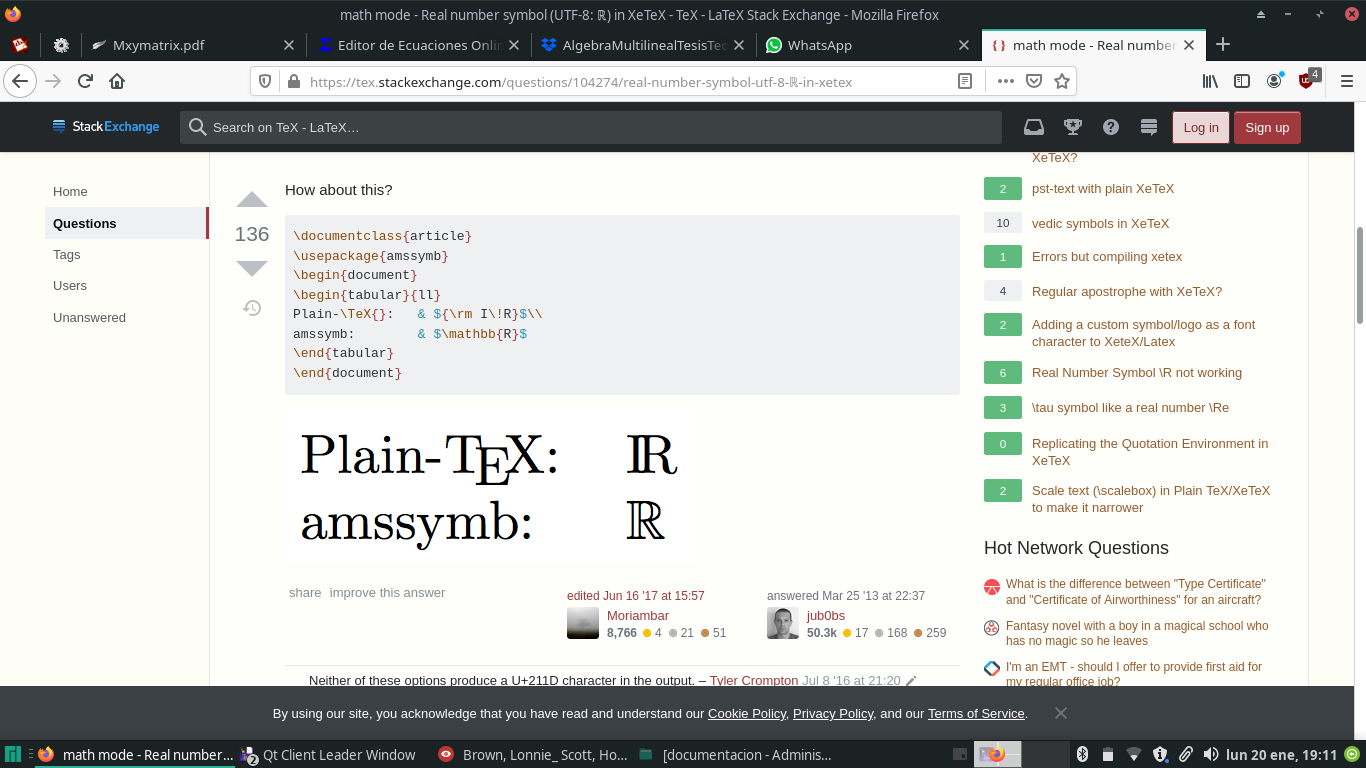 math mode - Real number symbol (UTF-8: ℝ) in XeTeX - TeX - LaTeX Stack Exchange - Mozilla Firefox
Mxymatrix.pdf
Editor de Ecuaciones Onlin
AlgebraMultilinealTesisTec
WhatsApp
math mode - Real number
https://tex.stackexchange.com/questions/104274/real-number-symbol-utf-8-ℝ-in-xetex
4
StackExchange
Search on TeX - LaTeX…
Log in
Sign up
Home
Questions
Tags
Users
Unanswered
136
How about this?
\documentclass{article}
\usepackage{amssymb}
\begin{document}
\begin{tabular}{ll}
Plain-\TeX{}:   & ${\rm I\!R}$\\
amssymb:        & $\mathbb{R}$
\end{tabular}
\end{document}
Plain-TEX: IR
amssymb: ℝ
share improve this answer
edited Jun 16 '17 at 15:57
Moriambar
8,766 4 21 51
answered Mar 25 '13 at 22:37
jub0bs
50.3k 17 168 259
Neither of these options produce a U+211D character in the output. – Tyler Crompton Jul 8 '16 at 21:20
XeTeX?
2 pst-text with plain XeTeX
10 vedic symbols in XeTeX
1 Errors but compiling xetex
4 Regular apostrophe with XeTeX?
2 Adding a custom symbol/logo as a font
character to XeteX/Latex
6 Real Number Symbol \R not working
3 \tau symbol like a real number \Re
0 Replicating the Quotation Environment in
XeTeX
2 Scale text (\scalebox) in Plain TeX/XeTeX
to make it narrower
Hot Network Questions
What is the difference between "Type Certificate"
and "Certificate of Airworthiness" for an aircraft?
Fantasy novel with a boy in a magical school who
has no magic so he leaves
I'm an EMT - should I offer to provide first aid for
my regular office job?
By using our site, you acknowledge that you have read and understand our Cookie Policy, Privacy Policy, and our Terms of Service.
math mode - Real number...
2
Qt Client Leader Window
Brown, Lonnie_ Scott, Ho...
[documentacion - Adminis...
lun 20 ene, 19:11